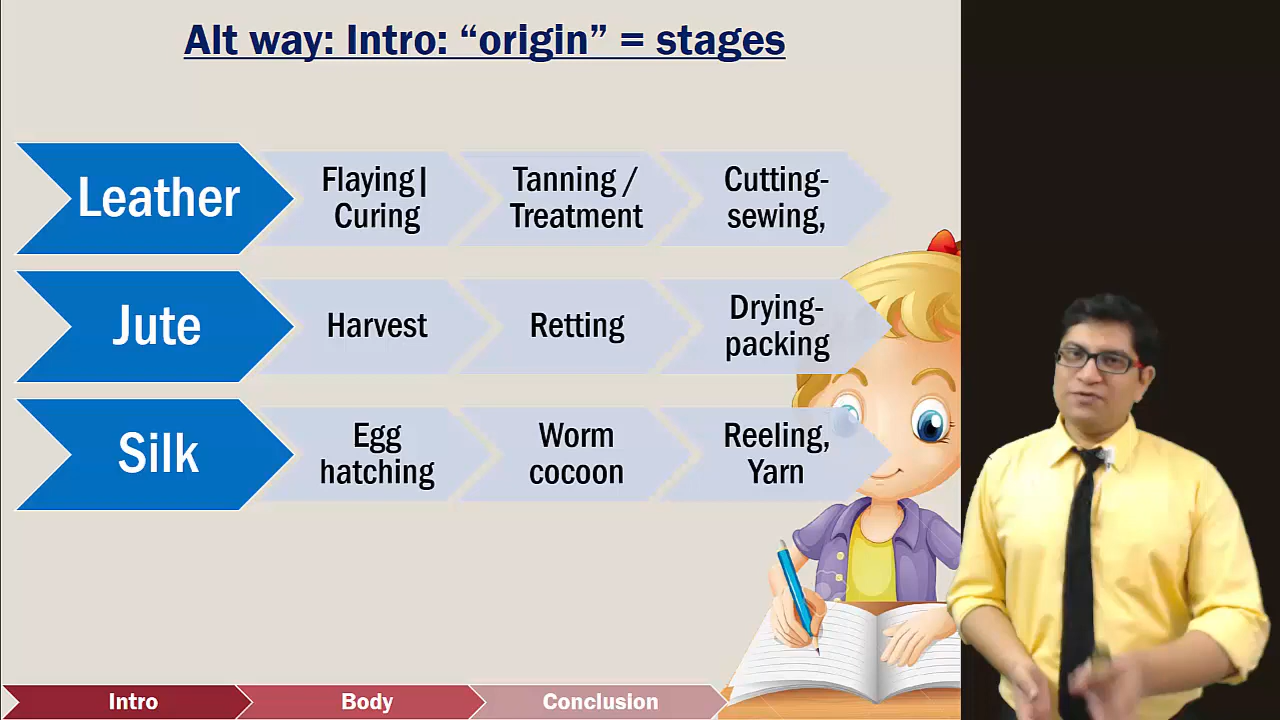 Alt way: Intro: “origin” = stages
Leather
Flaying|
Curing
Tanning /
Treatment
Cutting-
sewing,
Jute
Harvest
Retting
Drying-
packing
Silk
Egg
hatching
Worm
cocoon
Reeling,
Yarn
Intro
Body
Conclusion